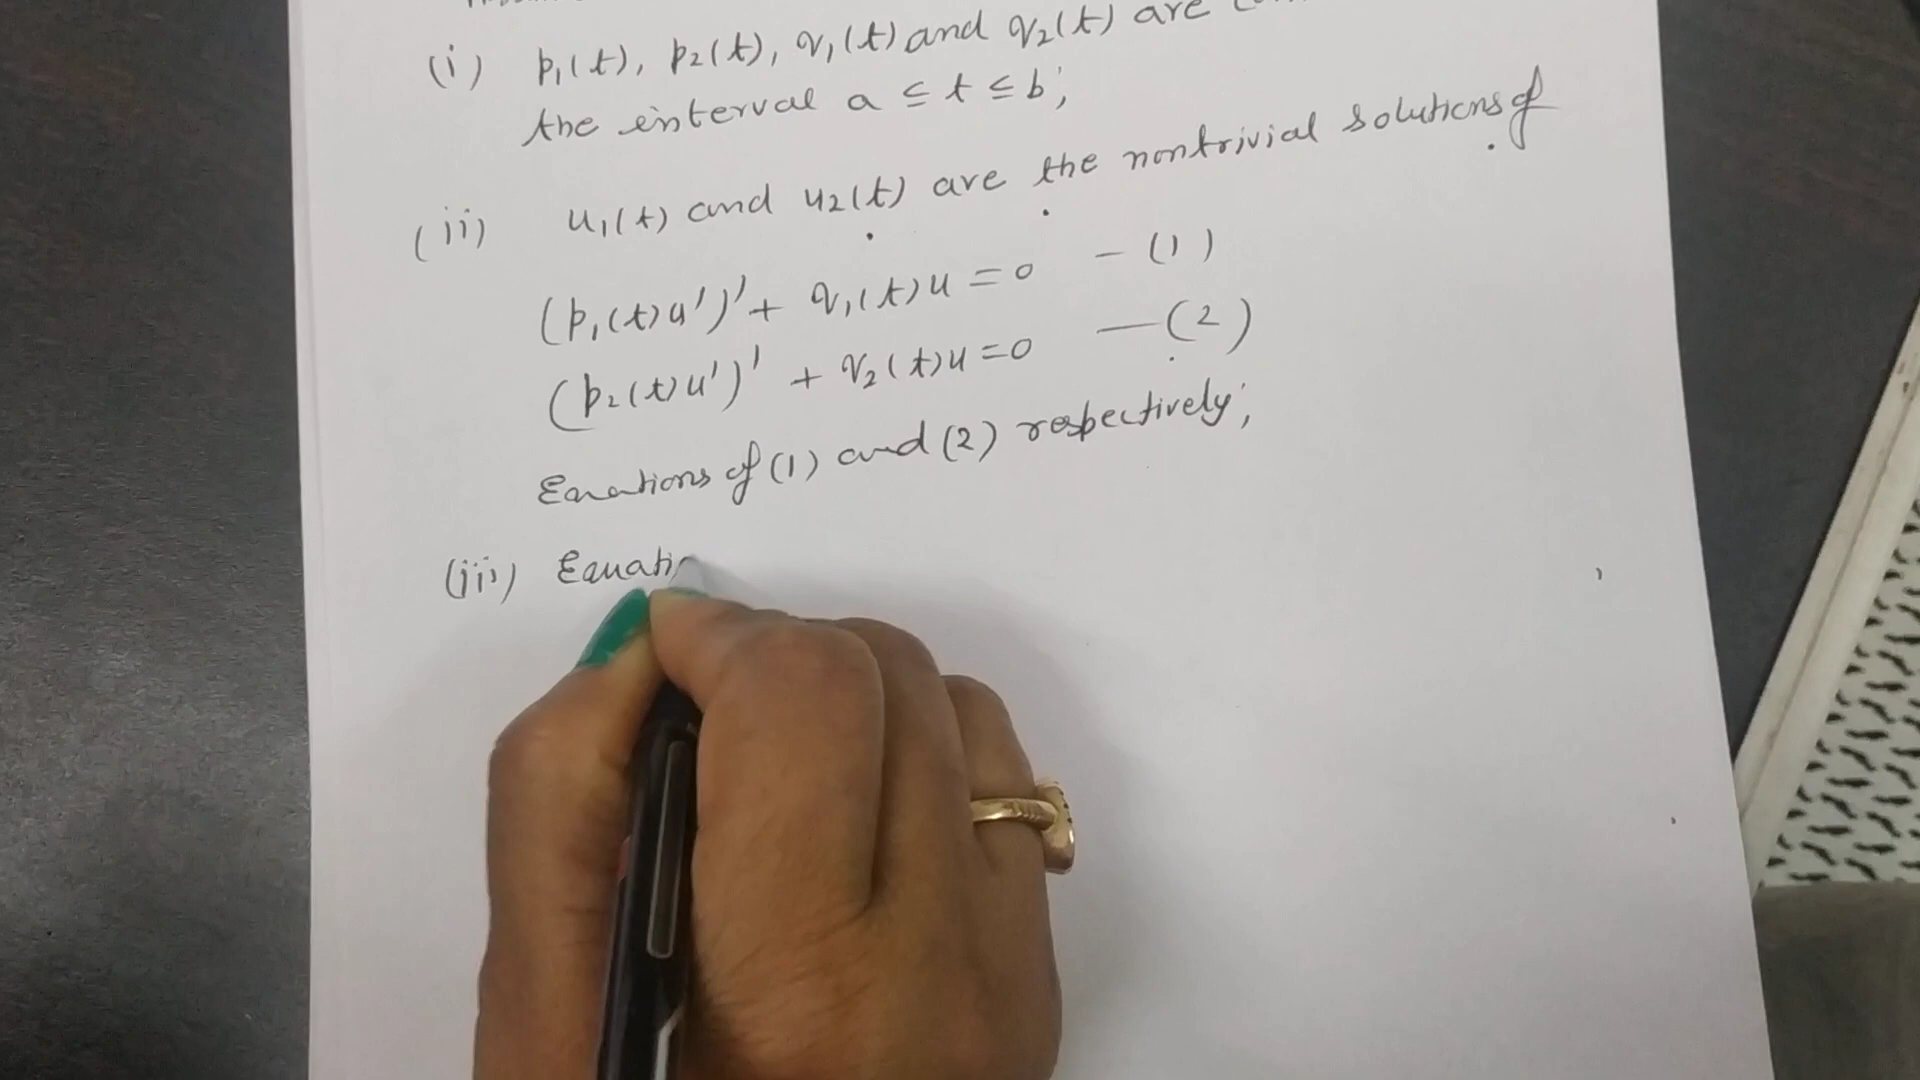 (i) p₁(t), p₂(t), q₁(t) and q₂(t) are
the interval a ≤ t ≤ b;
(ii) u₁(t) and u₂(t) are the nontrivial solutions of
(p₁(t)u')' + q₁(t)u = 0 - (1)
(p₂(t)u')' + q₂(t)u = 0 — (2)
Equations of (1) and (2) respectively;
(iii) Equati